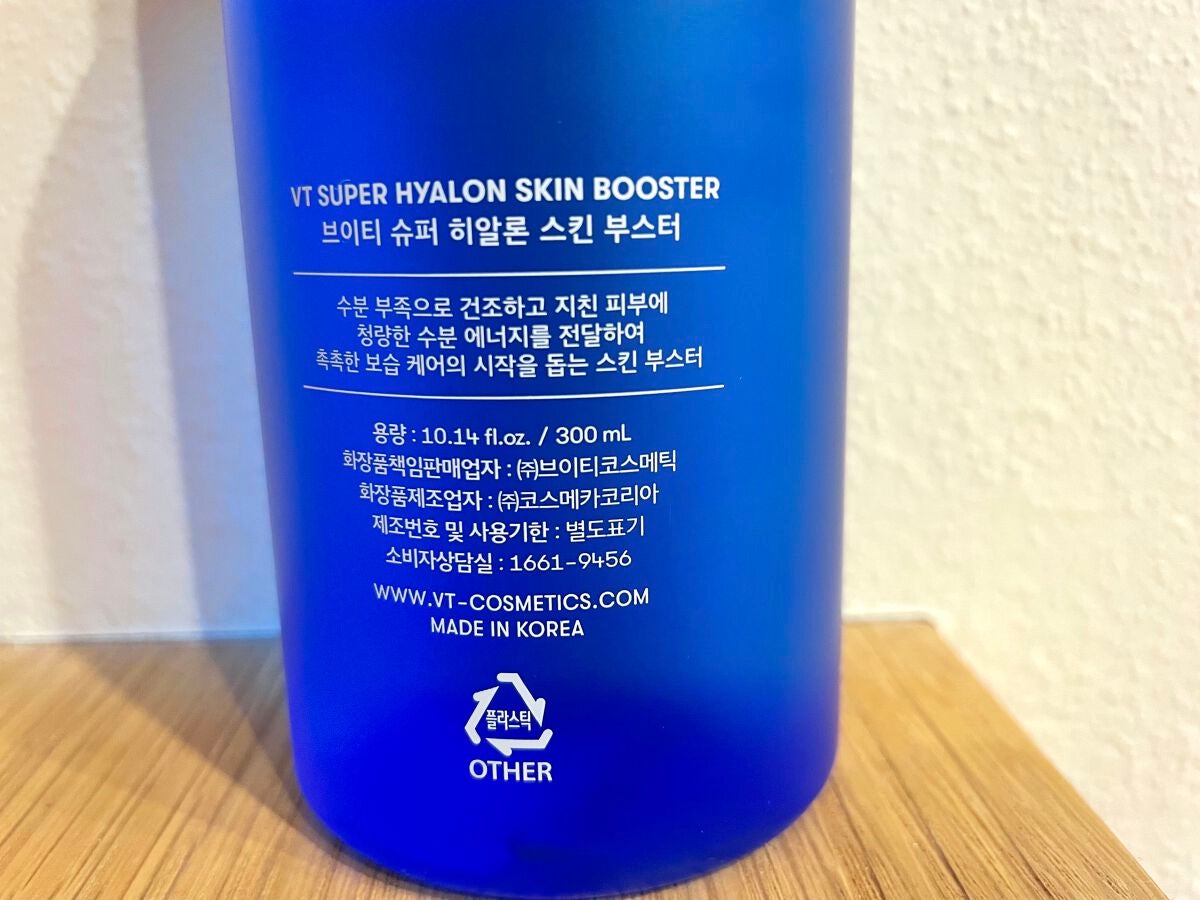 VT SUPER HYALON SKIN BOOSTER
브이티 슈퍼 히알론 스킨 부스터
수분 부족으로 건조하고 지친 피부에
청량한 수분 에너지를 전달하여
촉촉한 보습 케어의 시작을 돕는 스킨 부스터
용량 : 10.14 fl.oz. / 300 mL
화장품책임판매업자 : ㈜브이티코스메틱
화장품제조업자 : ㈜코스메카코리아
제조번호 및 사용기한 : 별도표기
소비자상담실 : 1661-9456
WWW.VT-COSMETICS.COM
MADE IN KOREA
플라스틱
OTHER